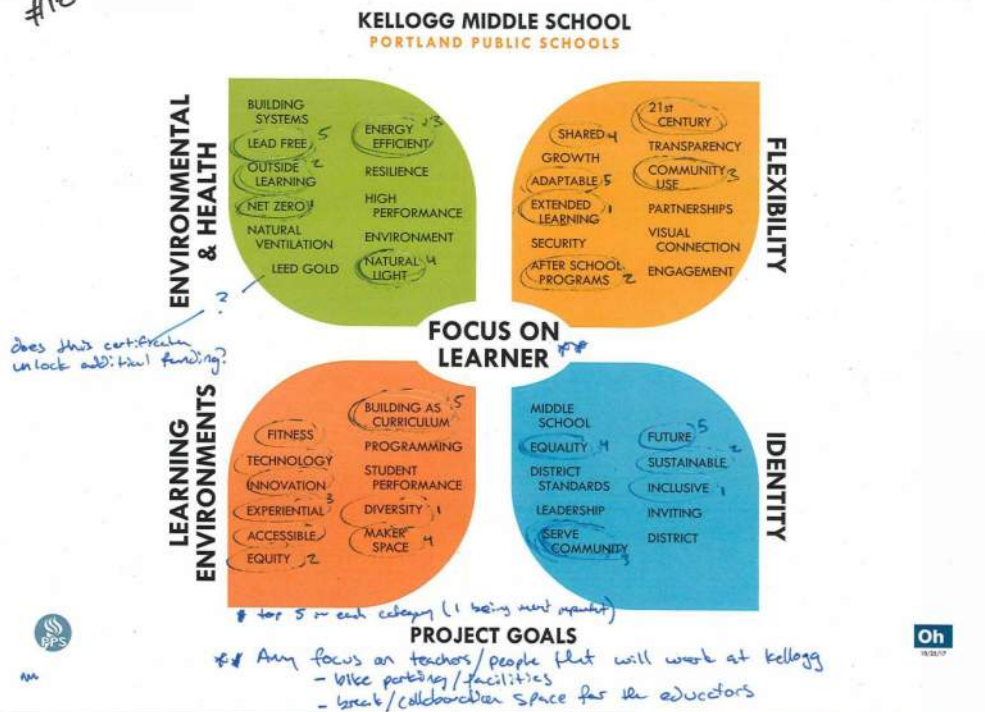 #16
KELLOGG MIDDLE SCHOOL
PORTLAND PUBLIC SCHOOLS
ENVIRONMENTAL
& HEALTH
BUILDING
SYSTEMS
LEAD FREE 5
OUTSIDE 2
LEARNING
NET ZERO 1
NATURAL
VENTILATION
LEED GOLD
ENERGY 3
EFFICIENT
RESILIENCE
HIGH
PERFORMANCE
ENVIRONMENT
NATURAL 4
LIGHT
?
does this certification
unlock additional funding?
FLEXIBILITY
SHARED 4
GROWTH
ADAPTABLE 5
EXTENDED
LEARNING 1
SECURITY
AFTER SCHOOL
PROGRAMS 2
21st
CENTURY
TRANSPARENCY
COMMUNITY
USE 3
PARTNERSHIPS
VISUAL
CONNECTION
ENGAGEMENT
FOCUS ON
LEARNER **
LEARNING
ENVIRONMENTS
FITNESS
TECHNOLOGY
INNOVATION
EXPERIENTIAL 3
ACCESSIBLE
EQUITY 2
BUILDING AS 5
CURRICULUM
PROGRAMMING
STUDENT
PERFORMANCE
DIVERSITY 1
MAKER
SPACE 4
IDENTITY
MIDDLE
SCHOOL
EQUALITY 4
DISTRICT
STANDARDS
LEADERSHIP
SERVE
COMMUNITY 3
FUTURE 5
SUSTAINABLE 2
INCLUSIVE 1
INVITING
DISTRICT
* top 5 in each category (1 being most important)
PROJECT GOALS
** Any focus on teachers/people that will work at Kellogg
- bike parking/facilities
- break/collaboration space for the educators
PPS
Oh